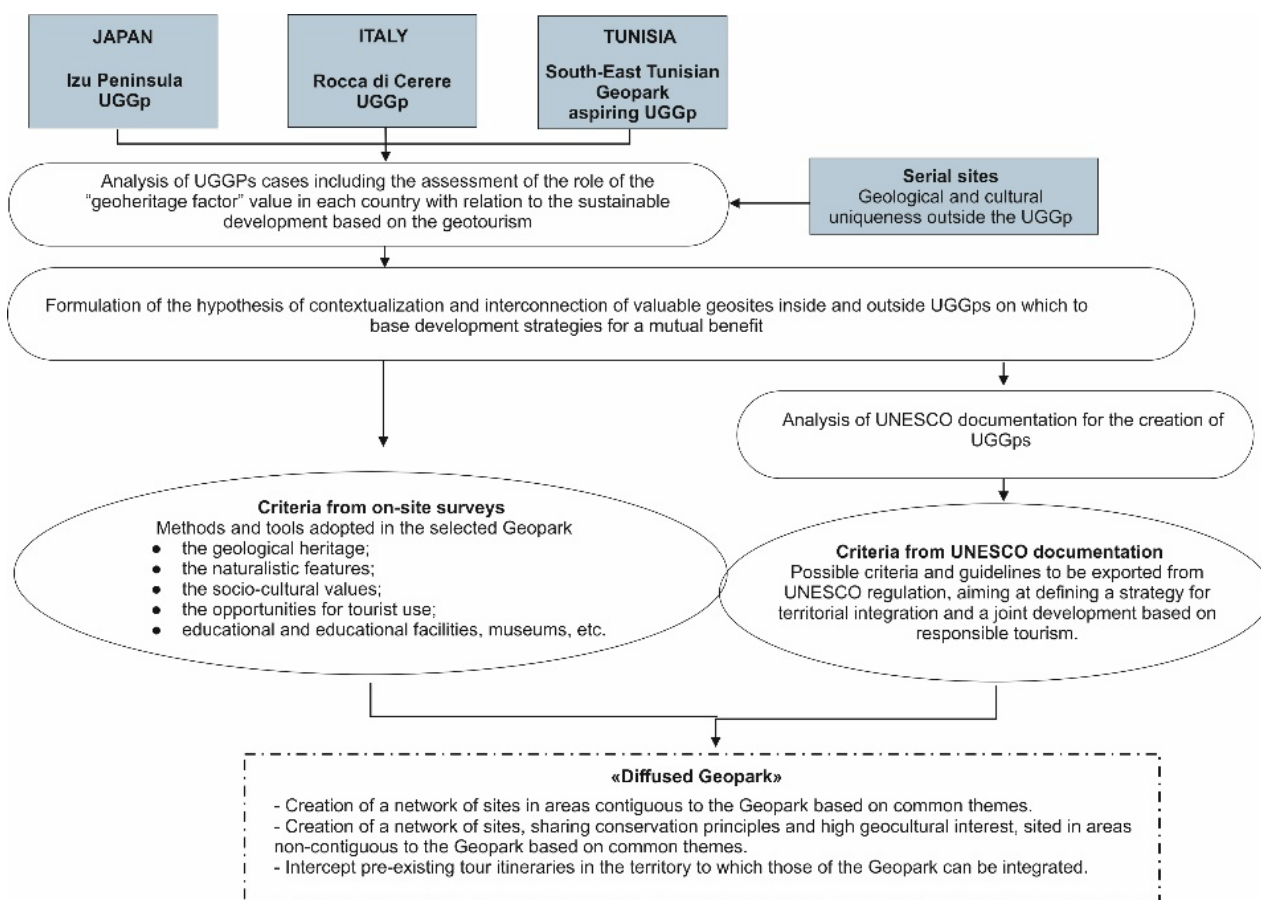 JAPAN
Izu Peninsula
UGGp
ITALY
Rocca di Cerere
UGGp
TUNISIA
South-East Tunisian
Geopark
aspiring UGGp
Analysis of UGGPs cases including the assessment of the role of the
“geoheritage factor” value in each country with relation to the sustainable
development based on the geotourism
Serial sites
Geological and cultural
uniqueness outside the UGGp
Formulation of the hypothesis of contextualization and interconnection of valuable geosites inside and outside UGGps on which to
base development strategies for a mutual benefit
Analysis of UNESCO documentation for the creation of
UGGps
Criteria from on-site surveys
Methods and tools adopted in the selected Geopark
● the geological heritage;
● the naturalistic features;
● the socio-cultural values;
● the opportunities for tourist use;
● educational and educational facilities, museums, etc.
Criteria from UNESCO documentation
Possible criteria and guidelines to be exported from
UNESCO regulation, aiming at defining a strategy for
territorial integration and a joint development based on
responsible tourism.
«Diffused Geopark»
- Creation of a network of sites in areas contiguous to the Geopark based on common themes.
- Creation of a network of sites, sharing conservation principles and high geocultural interest, sited in areas
non-contiguous to the Geopark based on common themes.
- Intercept pre-existing tour itineraries in the territory to which those of the Geopark can be integrated.